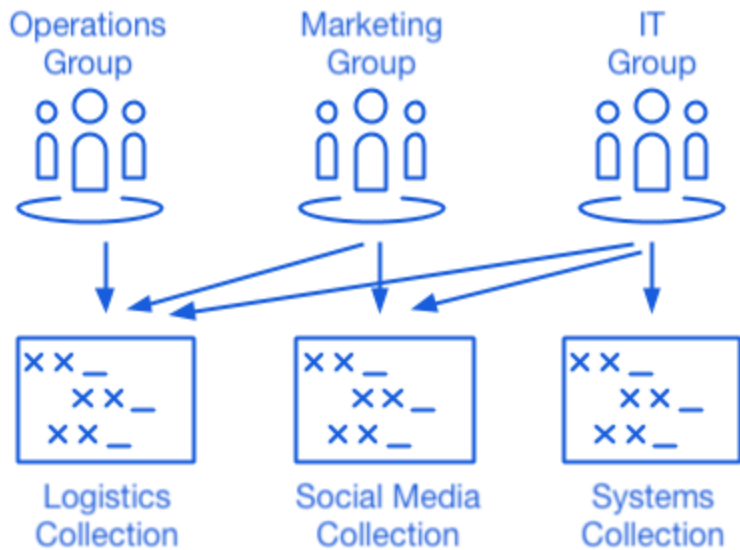 Operations
Group
Marketing
Group
IT
Group
××_
××_
××_
××_
××_
××_
××_
××_
××_
Logistics
Collection
Social Media
Collection
Systems
Collection